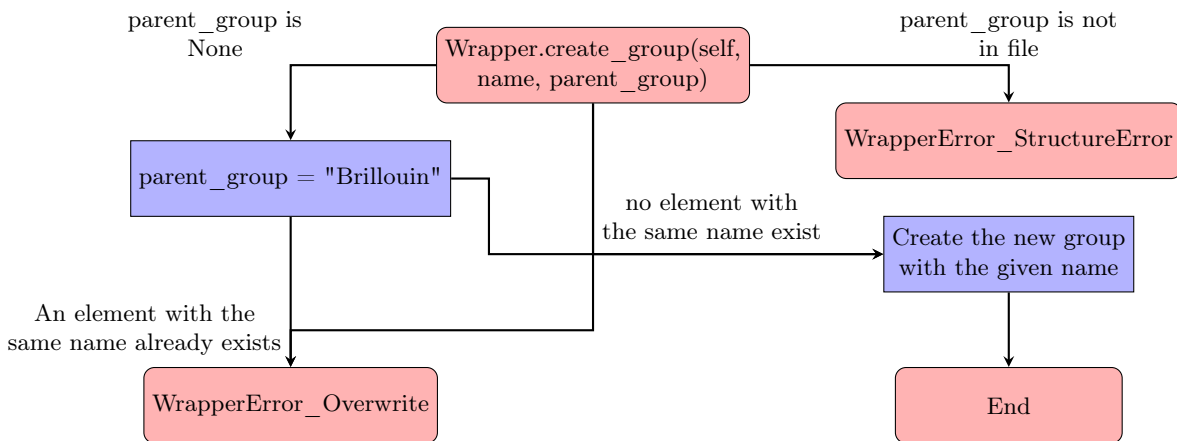 parent_group is
None
Wrapper.create_group(self,
name, parent_group)
parent_group is not
in file
WrapperError_StructureError
parent_group = "Brillouin"
no element with
the same name exist
Create the new group
with the given name
An element with the
same name already exists
WrapperError_Overwrite
End